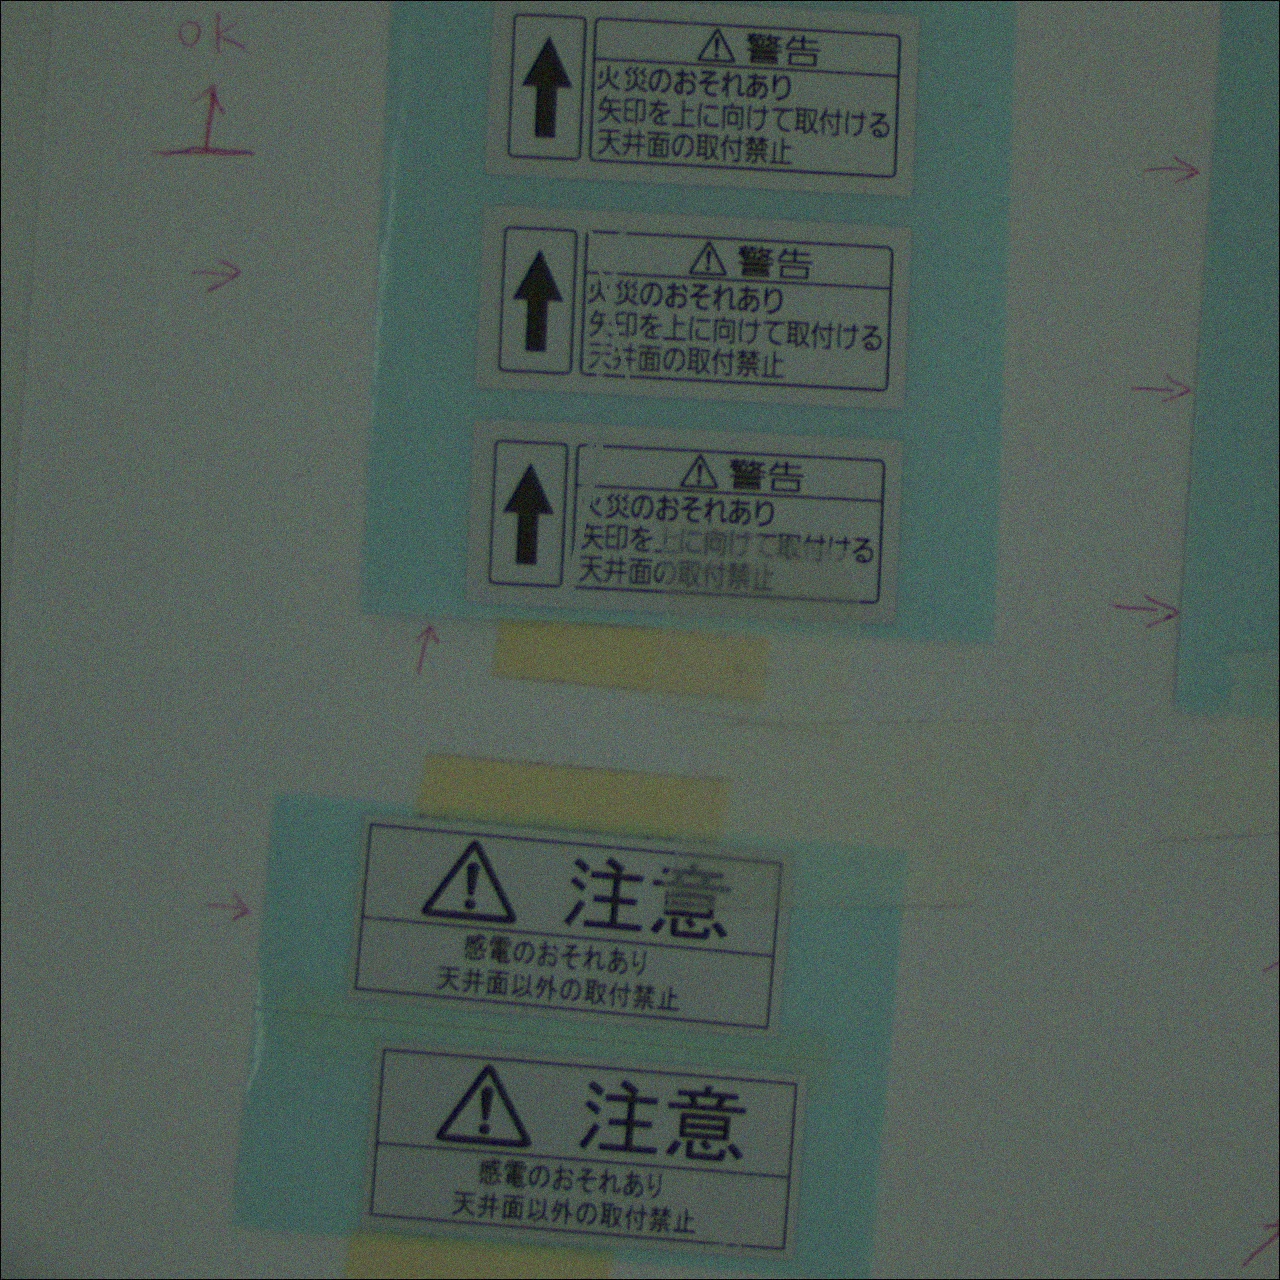 OK
警告
火災のおそれあり
矢印を上に向けて取付ける
天井面の取付禁止
警告
火災のおそれあり
矢印を上に向けて取付ける
天井面の取付禁止
警告
火災のおそれあり
矢印を上に向けて取付ける
天井面の取付禁止
注意
感電のおそれあり
天井面以外の取付禁止
注意
感電のおそれあり
天井面以外の取付禁止